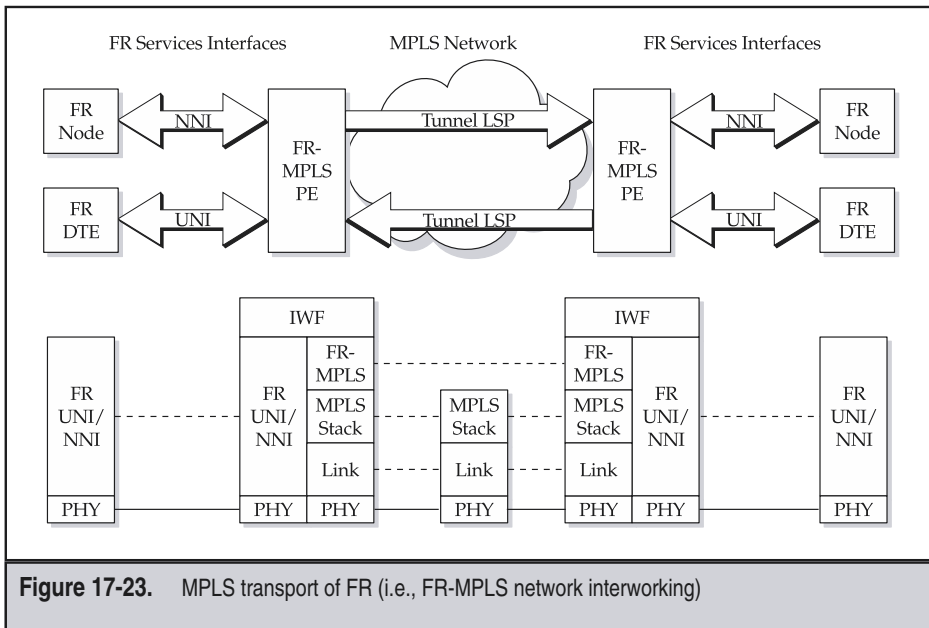 FR Services Interfaces
MPLS Network
FR Services Interfaces
FR
Node
NNI
FR-
MPLS
PE
Tunnel LSP
FR-
MPLS
PE
NNI
FR
Node
FR
DTE
UNI
Tunnel LSP
UNI
FR
DTE
FR
UNI/
NNI
PHY
IWF
FR
UNI/
NNI
PHY
FR-
MPLS
MPLS
Stack
Link
PHY
MPLS
Stack
Link
PHY
IWF
FR-
MPLS
MPLS
Stack
Link
PHY
FR
UNI/
NNI
PHY
FR
UNI/
NNI
PHY
Figure 17-23. MPLS transport of FR (i.e., FR-MPLS network interworking)